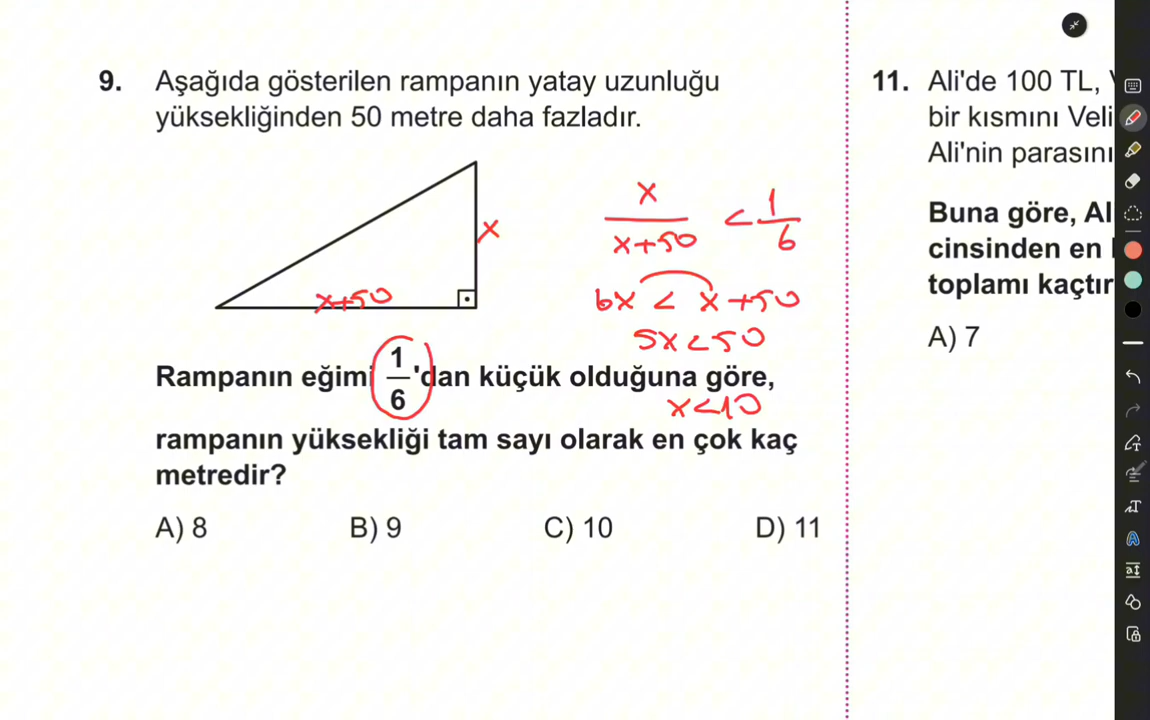 9. Aşağıda gösterilen rampanın yatay uzunluğu
yüksekliğinden 50 metre daha fazladır.
x
x+50
x/(x+50) < 1/6
6x < x+50
5x<50
x<10
Rampanın eğimi 1/6'dan küçük olduğuna göre,
rampanın yüksekliği tam sayı olarak en çok kaç
metredir?
A) 8 B) 9 C) 10 D) 11
11. Ali'de 100 TL,
bir kısmını Veli
Ali'nin parasını
Buna göre, Al
cinsinden en
toplamı kaçtır
A) 7